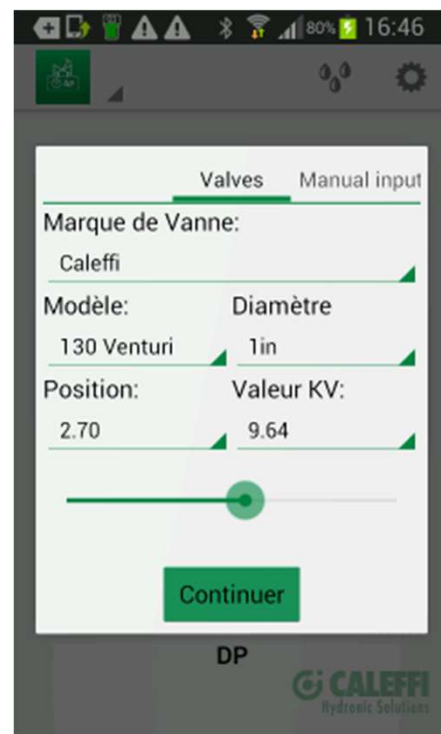 80% 16:46
Valves Manual input
Marque de Vanne:
Caleffi
Modèle: Diamètre
130 Venturi 1in
Position: Valeur KV:
2.70 9.64
Continuer
DP
CALEFFI
Hydronic Solutions